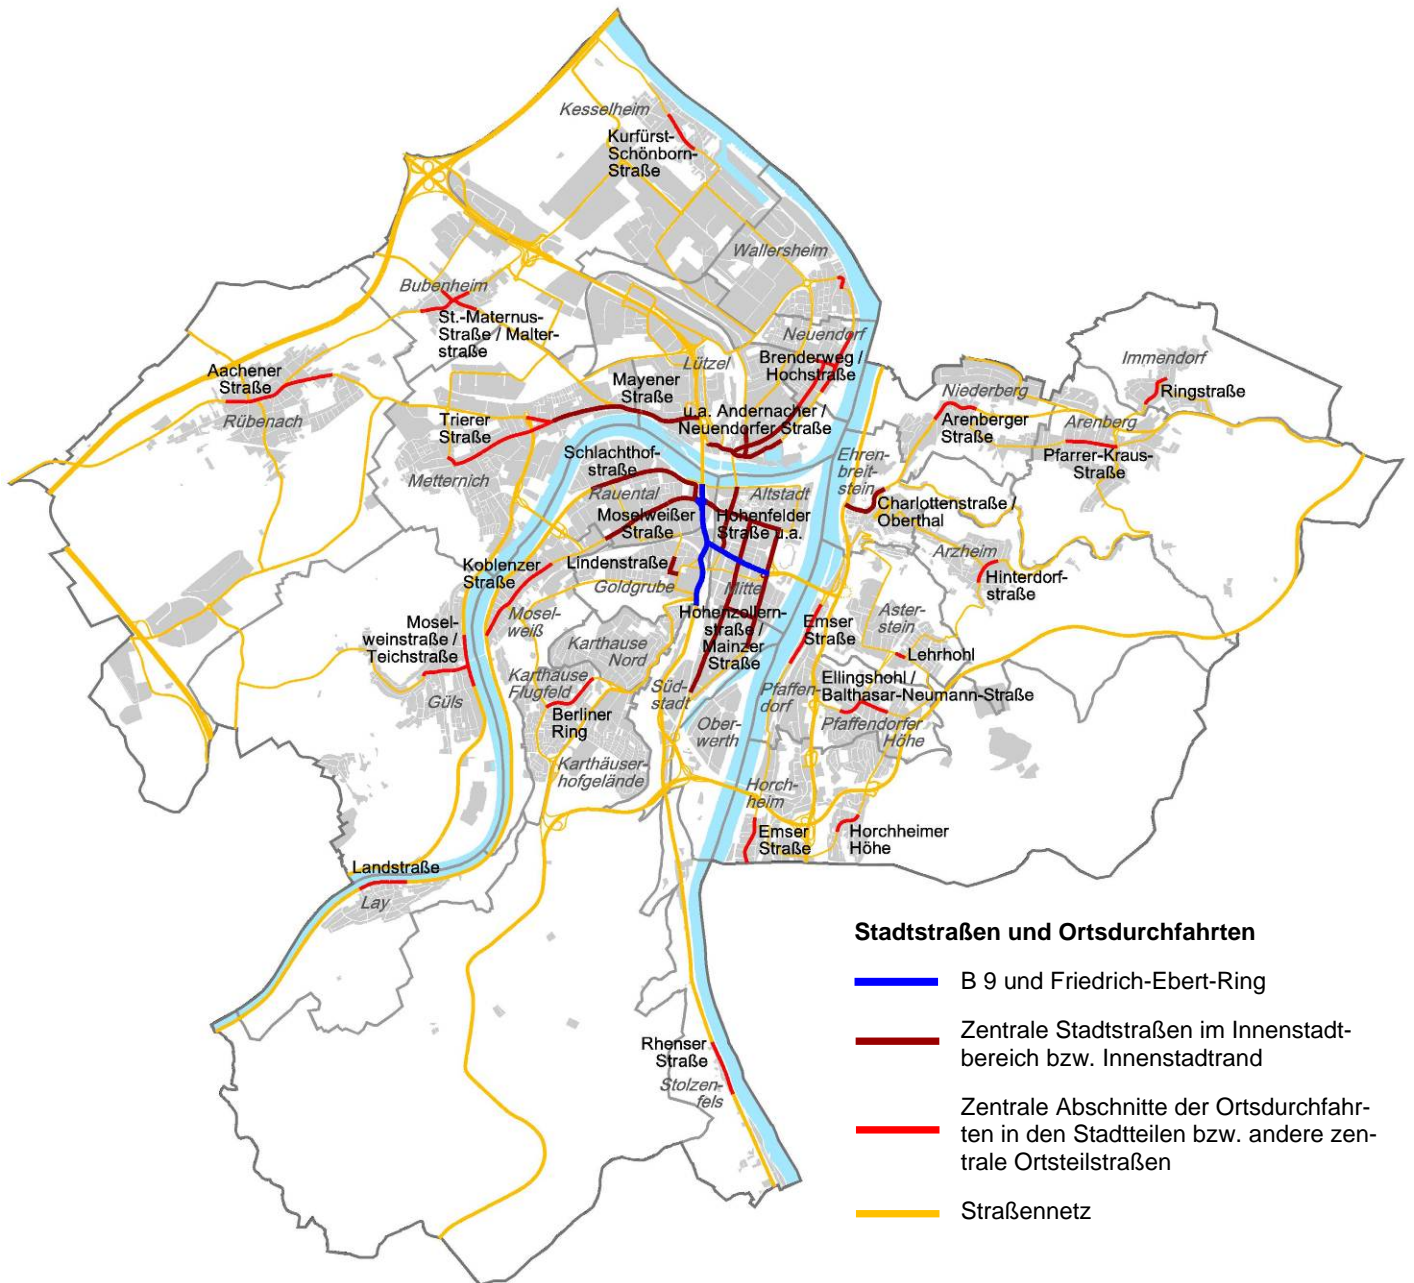 Kesselheim
Kurfürst-
Schönborn-
Straße
Wallersheim
Bubenheim
St.-Maternus-
Straße / Malter-
straße
Neuendorf
Brenderweg /
Hochstraße
Lützel
Immendorf
Ringstraße
Aachener
Straße
Rübenach
Mayener
Straße
Niederberg
Arenberger
Straße
Arenberg
Pfarrer-Kraus-
Straße
Trierer
Straße
u.a. Andernacher /
Neuendorfer Straße
Metternich
Schlachthof-
straße
Rauental
Ehren-
breit-
stein
Altstadt
Moselweißer
Straße
Hohenfelder
Straße u.a.
Charlottenstraße /
Oberthal
Arzheim
Hinterdorf-
straße
Koblenzer
Straße
Lindenstraße
Goldgrube
Mitte
Mosel-
weiß
Hohenzollern-
straße /
Mainzer
Straße
Emser
Straße
Aster-
stein
Lehrhohl
Mosel-
weinstraße /
Teichstraße
Güls
Karthause
Nord
Karthause
Flugfeld
Berliner
Ring
Süd-
stadt
Pfaffen-
dorf
Ellingshohl /
Balthasar-Neumann-Straße
Pfaffendorfer
Höhe
Ober-
werth
Karthäuser-
hofgelände
Horch-
heim
Emser
Straße
Horchheimer
Höhe
Landstraße
Lay
Rhenser
Straße
Stolzen-
fels
Stadtstraßen und Ortsdurchfahrten
B 9 und Friedrich-Ebert-Ring
Zentrale Stadtstraßen im Innenstadt-
bereich bzw. Innenstadtrand
Zentrale Abschnitte der Ortsdurchfahr-
ten in den Stadtteilen bzw. andere zen-
trale Ortsteilstraßen
Straßennetz